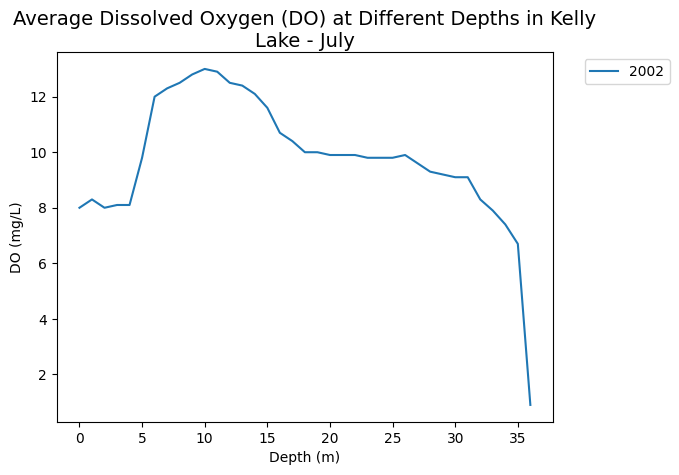 Average Dissolved Oxygen (DO) at Different Depths in Kelly
Lake - July
2002
12
10
8
6
4
2
DO (mg/L)
0 5 10 15 20 25 30 35
Depth (m)